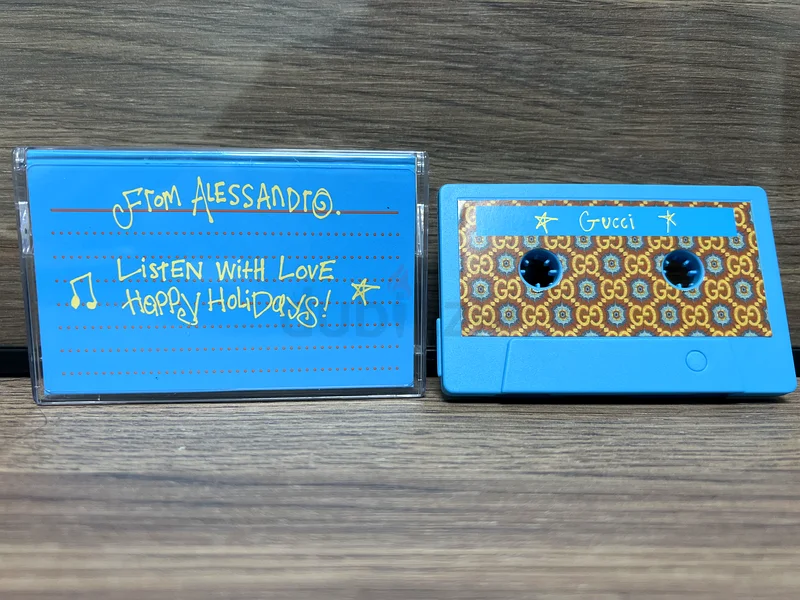 From ALESSANDrO.
LiSTEN WiTH LOVE
HAPPY HoLiDAYS!
Gucci